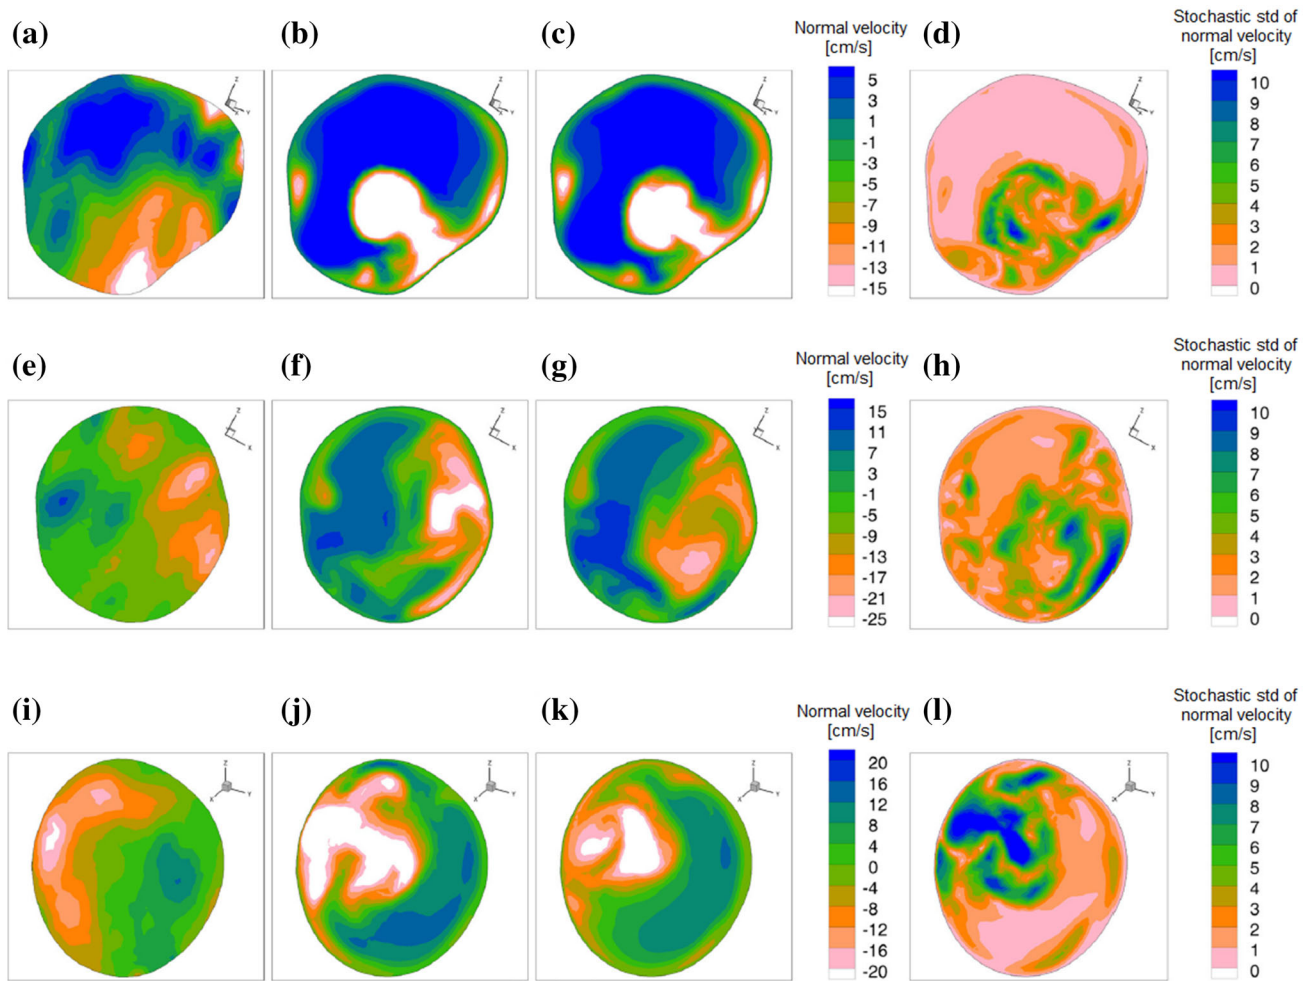 (a)
(b)
(c)
Normal velocity
[cm/s]
5
3
1
-1
-3
-5
-7
-9
-11
-13
-15
(d)
Stochastic std of
normal velocity
[cm/s]
10
9
8
7
6
5
4
3
2
1
0
Z
Y
X
Z
Y
X
Z
Y
X
Z
Y
X
(e)
(f)
(g)
Normal velocity
[cm/s]
15
11
7
3
-1
-5
-9
-13
-17
-21
-25
(h)
Stochastic std of
normal velocity
[cm/s]
10
9
8
7
6
5
4
3
2
1
0
Z
X
Z
X
Z
X
Z
X
(i)
(j)
(k)
Normal velocity
[cm/s]
20
16
12
8
4
0
-4
-8
-12
-16
-20
(l)
Stochastic std of
normal velocity
[cm/s]
10
9
8
7
6
5
4
3
2
1
0
Z
X
Y
Z
X
Y
Z
X
Y
Z
X
Y